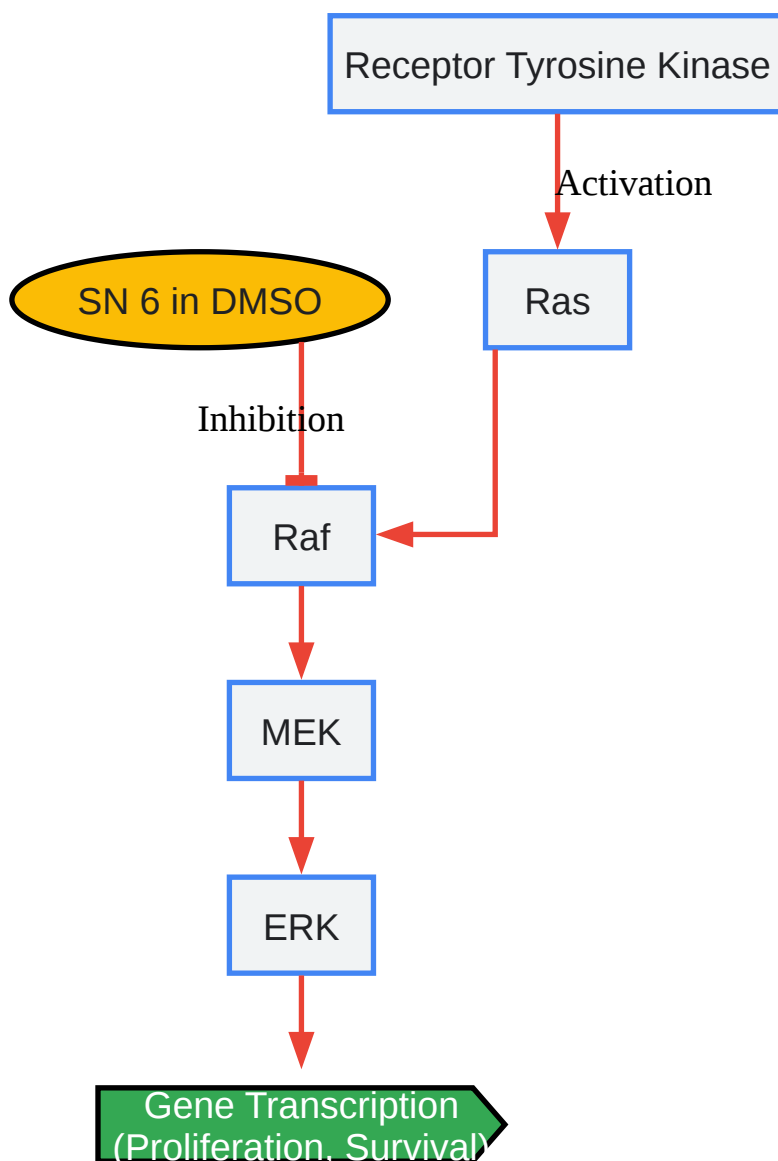 Receptor Tyrosine Kinase
Activation
SN 6 in DMSO
Ras
Inhibition
Raf
MEK
ERK
Gene Transcription
(Proliferation, Survival)